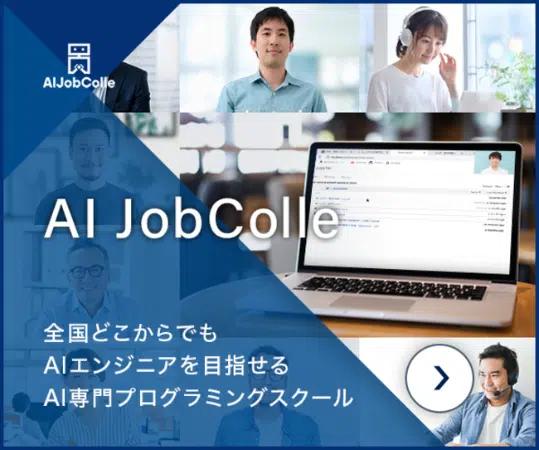 AIJobColle
AI JobColle
全国どこからでも
AIエンジニアを目指せる
AI専門プログラミングスクール